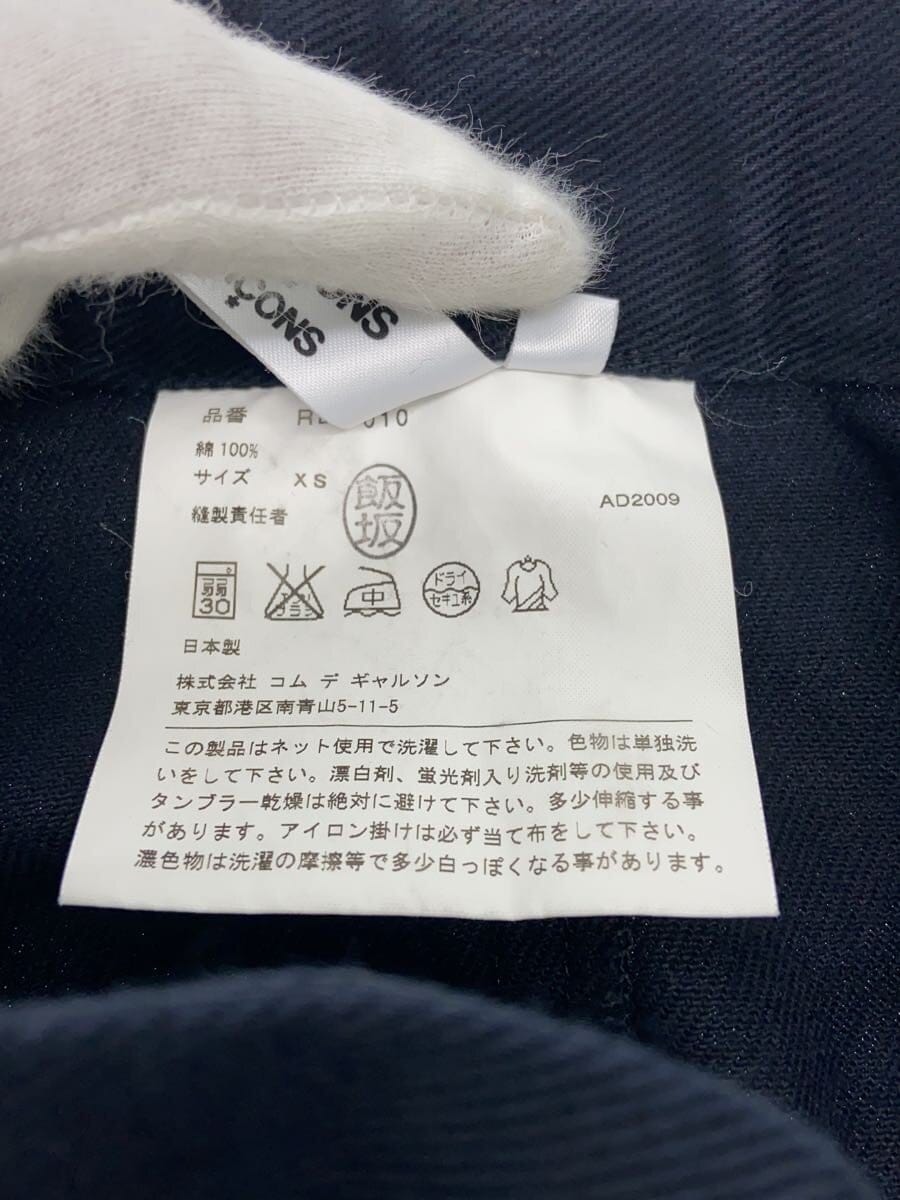 ÇONS
品番 R 010
綿 100%
サイズ XS
飯坂
縫製責任者
AD2009
弱 30
中
ドライ
セキユ系
日本製
株式会社 コム デ ギャルソン
東京都港区南青山5-11-5
この製品はネット使用で洗濯して下さい。色物は単独洗
いをして下さい。漂白剤、蛍光剤入り洗剤等の使用及び
タンブラー乾燥は絶対に避けて下さい。多少伸縮する事
があります。アイロン掛けは必ず当て布をして下さい。
濃色物は洗濯の摩擦等で多少白っぽくなる事があります。